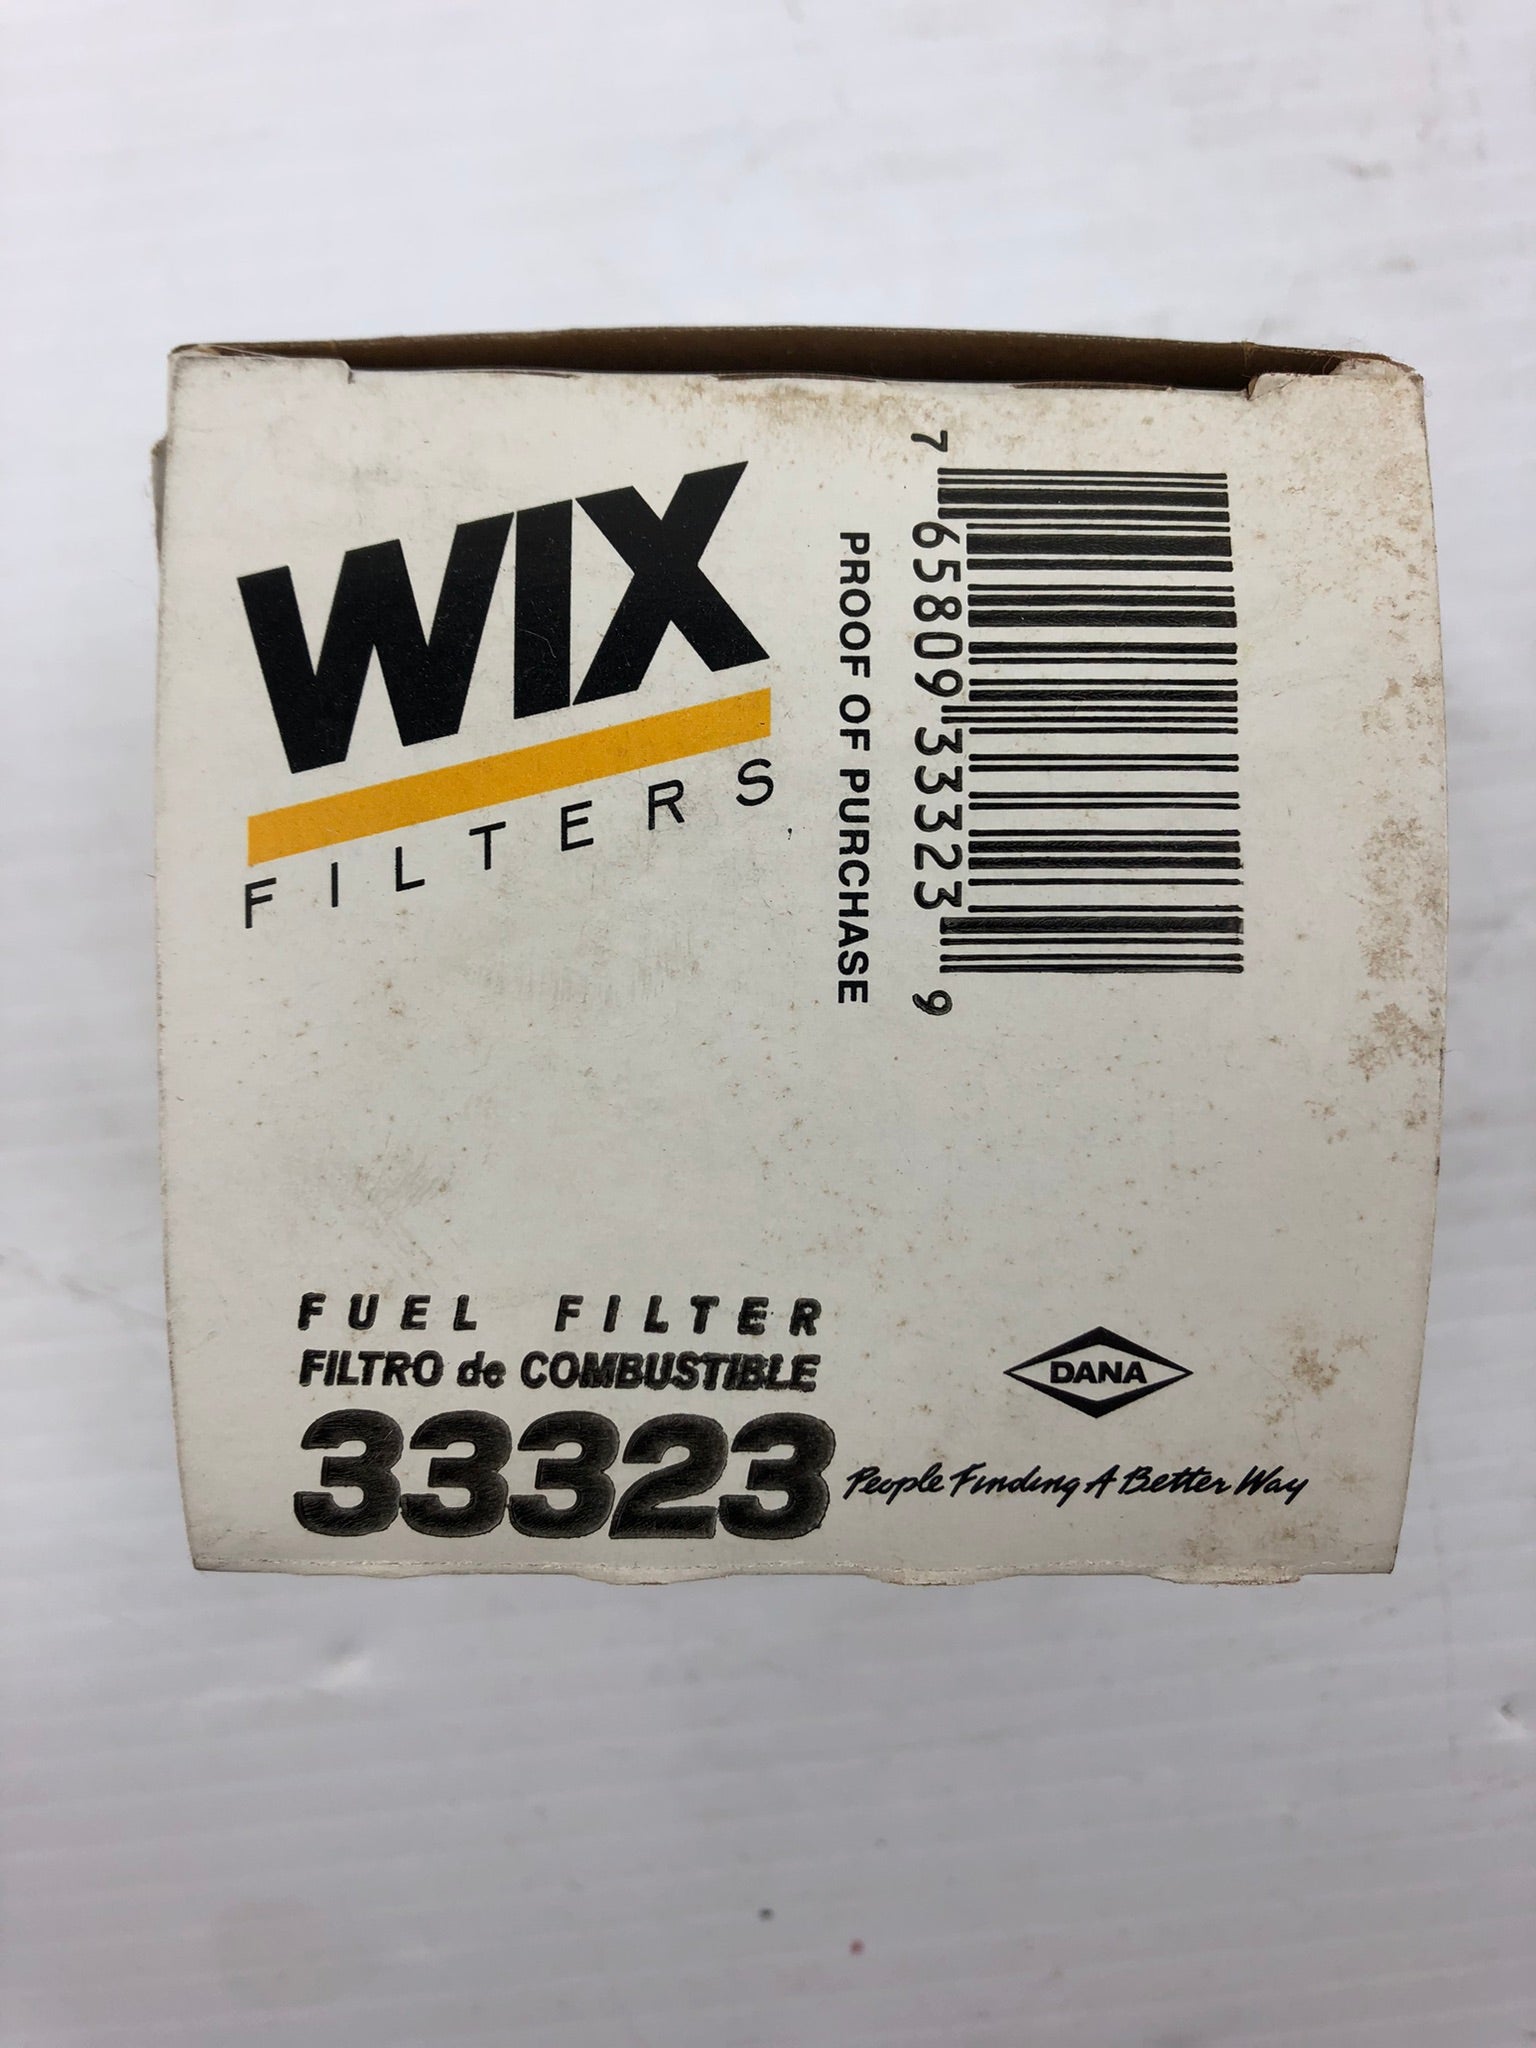 WIX
FILTERS
7 65809 33323 9
PROOF OF PURCHASE
FUEL FILTER
FILTRO de COMBUSTIBLE
33323
DANA
People Finding A Better Way